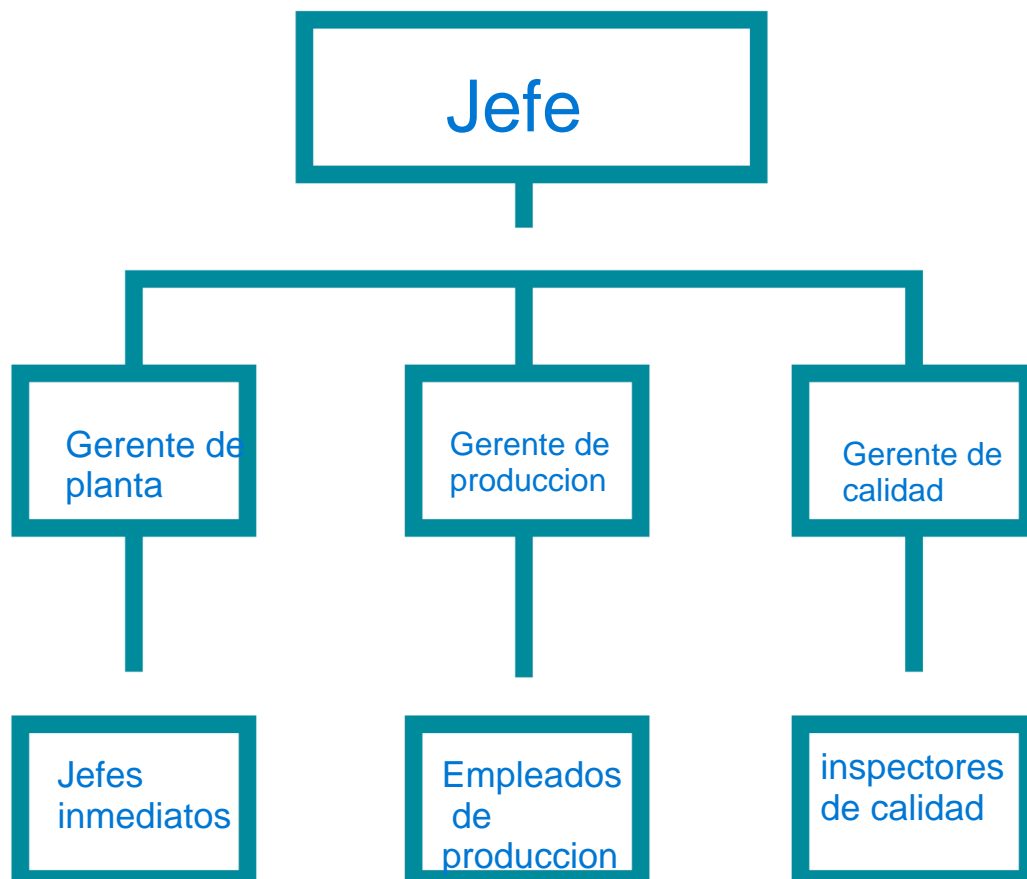 Jefe
Gerente de
planta
Gerente de
produccion
Gerente de
calidad
Jefes
inmediatos
Empleados
de
produccion
inspectores
de calidad